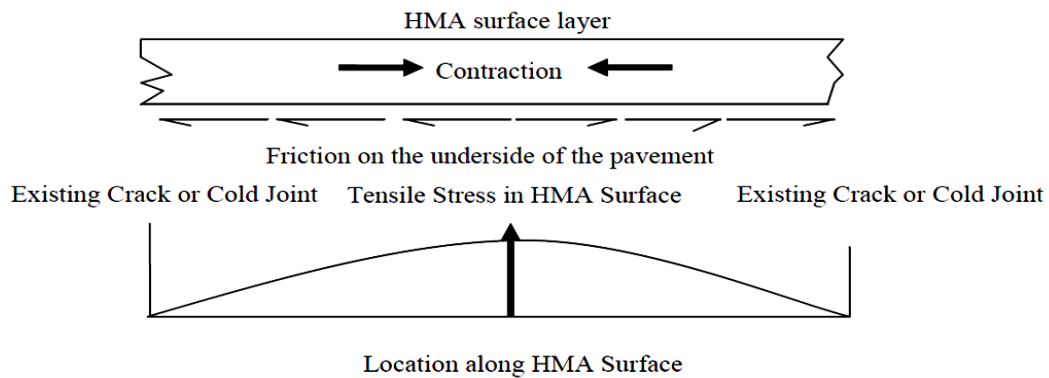 HMA surface layer
Contraction
Friction on the underside of the pavement
Existing Crack or Cold Joint
Tensile Stress in HMA Surface
Existing Crack or Cold Joint
Location along HMA Surface